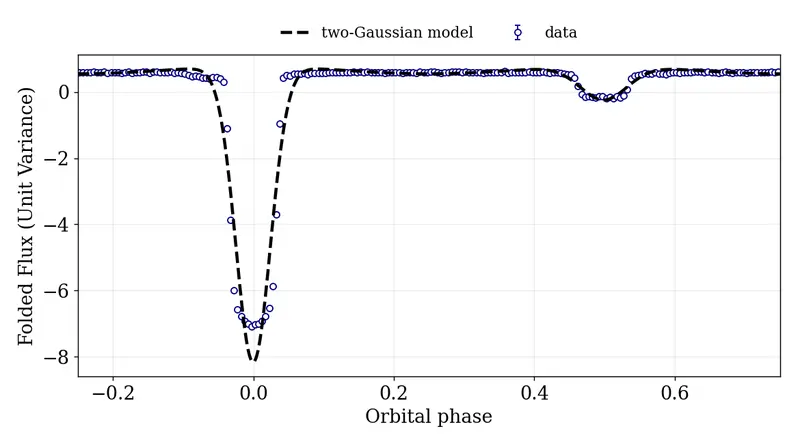 two-Gaussian model
data
Folded Flux (Unit Variance)
0
−2
−4
−6
−8
−0.2 0.0 0.2 0.4 0.6
Orbital phase